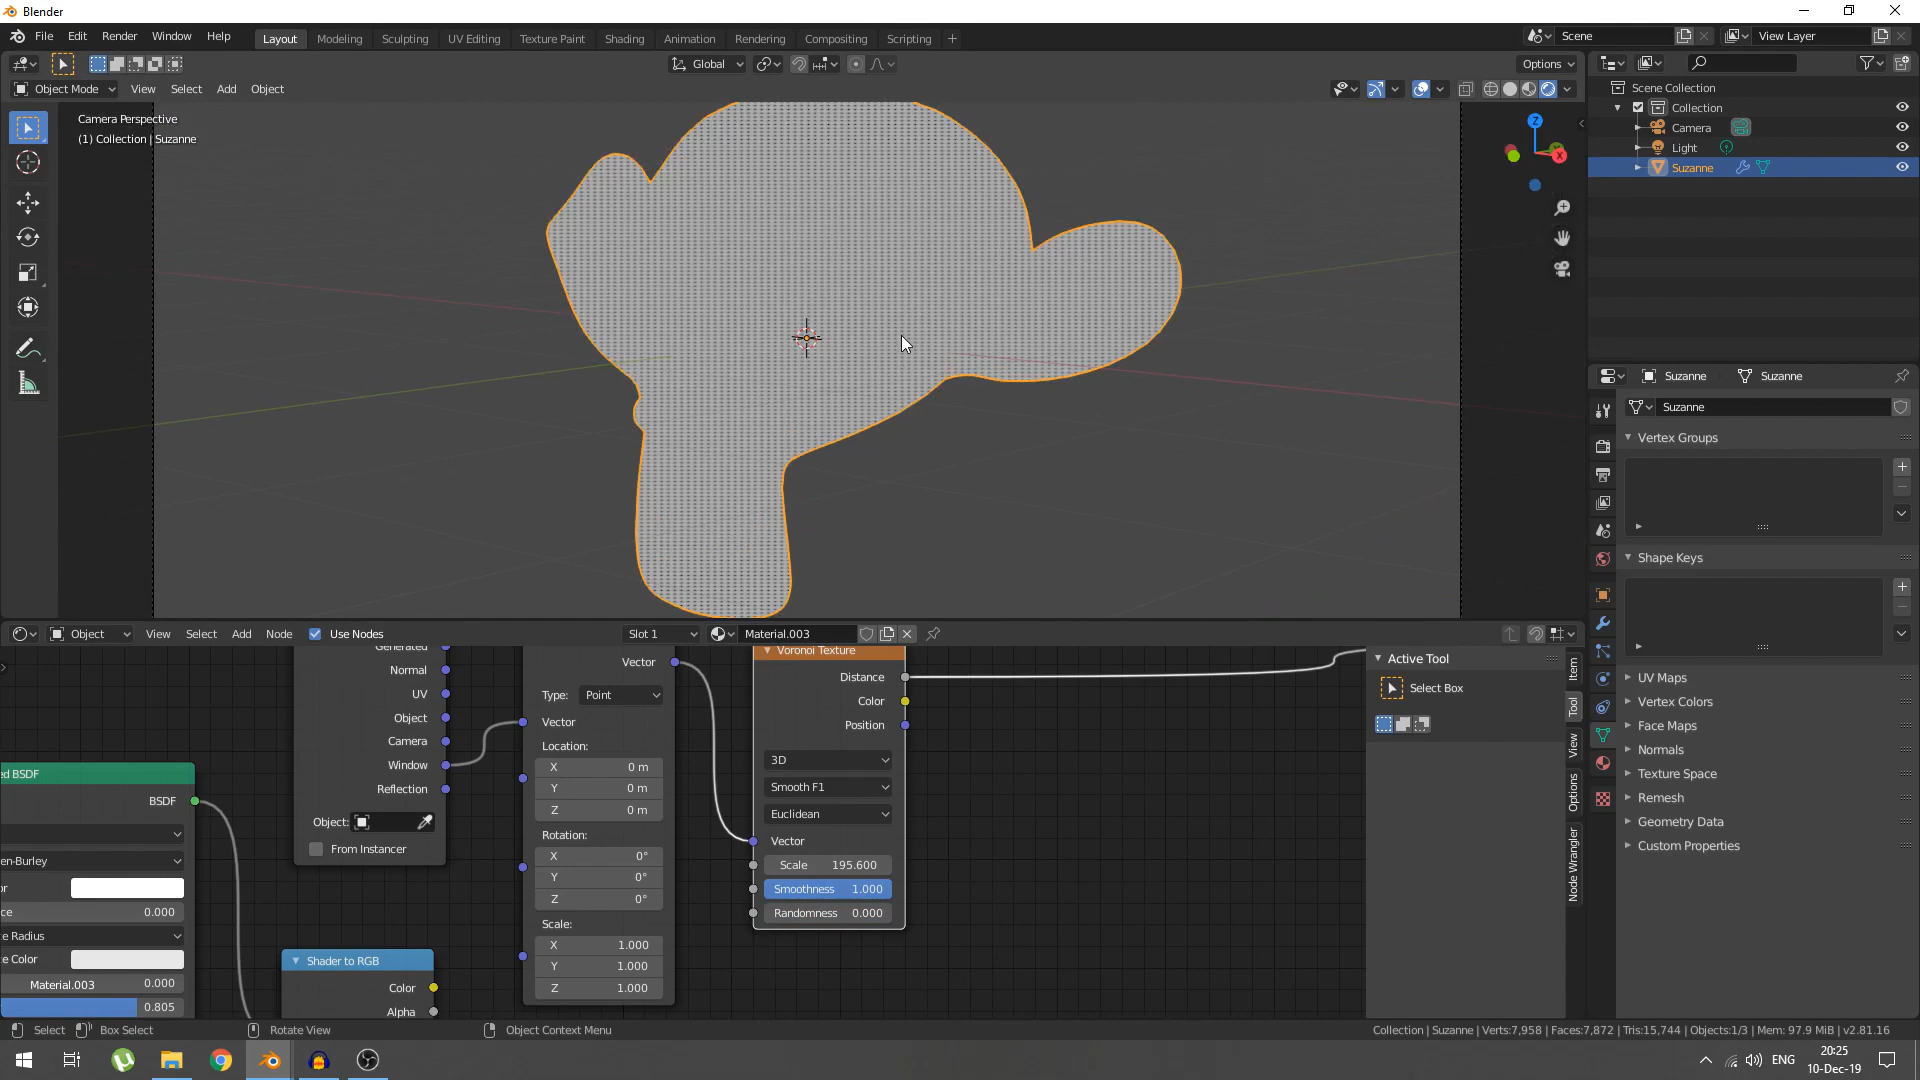 Blender
File Edit Render Window Help
Layout Modeling Sculpting UV Editing Texture Paint Shading Animation Rendering Compositing Scripting +
Scene
View Layer
Global
Options
Object Mode View Select Add Object
Camera Perspective
(1) Collection | Suzanne
Z
X
Scene Collection
Collection
Camera
Light
Suzanne
Suzanne Suzanne
Suzanne
Vertex Groups
Shape Keys
UV Maps
Vertex Colors
Face Maps
Normals
Texture Space
Remesh
Geometry Data
Custom Properties
Object View Select Add Node Use Nodes Slot 1 Material.003
Generated
Normal
UV
Object
Camera
Window
Reflection
Object:
From Instancer
Vector
Type: Point
Vector
Location:
X 0 m
Y 0 m
Z 0 m
Rotation:
X 0°
Y 0°
Z 0°
Scale:
X 1.000
Y 1.000
Z 1.000
Voronoi Texture
Distance
Color
Position
3D
Smooth F1
Euclidean
Vector
Scale 195.600
Smoothness 1.000
Randomness 0.000
ed BSDF
BSDF
en-Burley
or
ce 0.000
e Radius
e Color
Material.003 0.000
0.805
Shader to RGB
Color
Alpha
Active Tool
Select Box
Item
Tool
View
Options
Node Wrangler
Select Box Select Rotate View Object Context Menu
Collection | Suzanne | Verts:7,958 | Faces:7,872 | Tris:15,744 | Objects:1/3 | Mem: 97.9 MiB | v2.81.16
ENG
20:25
10-Dec-19